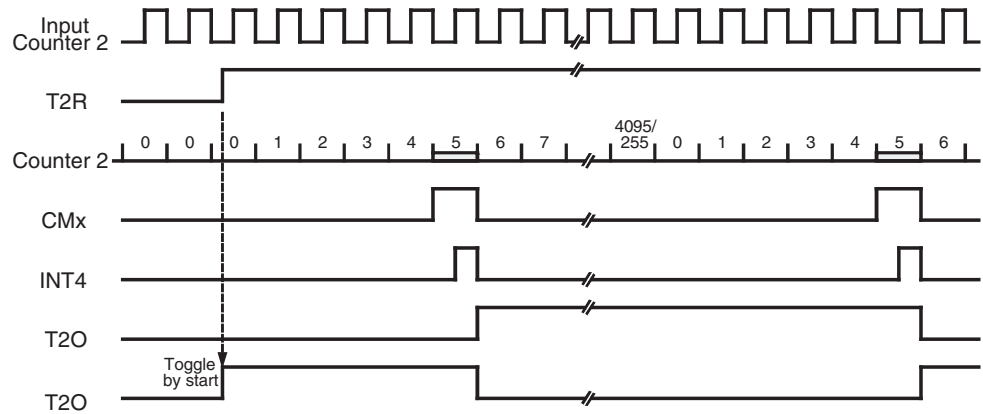 Input
Counter 2
T2R
4095/
0 0 0 1 2 3 4 5 6 7 255 0 1 2 3 4 5 6
Counter 2
CMx
INT4
T2O
Toggle
by start
T2O